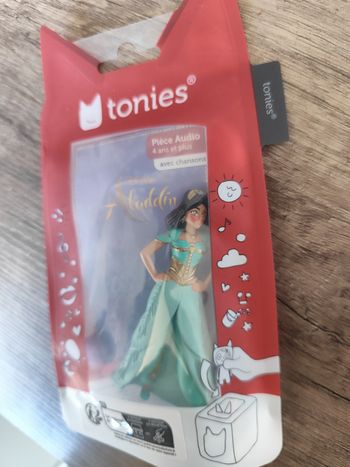 tonies®
tonies®
Pièce Audio
4 ans et plus
avec chansons
Aladdin